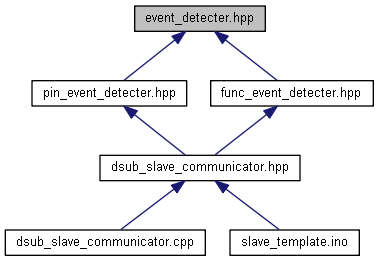 event_detecter.hpp
pin_event_detecter.hpp
func_event_detecter.hpp
dsub_slave_communicator.hpp
dsub_slave_communicator.cpp
slave_template.ino